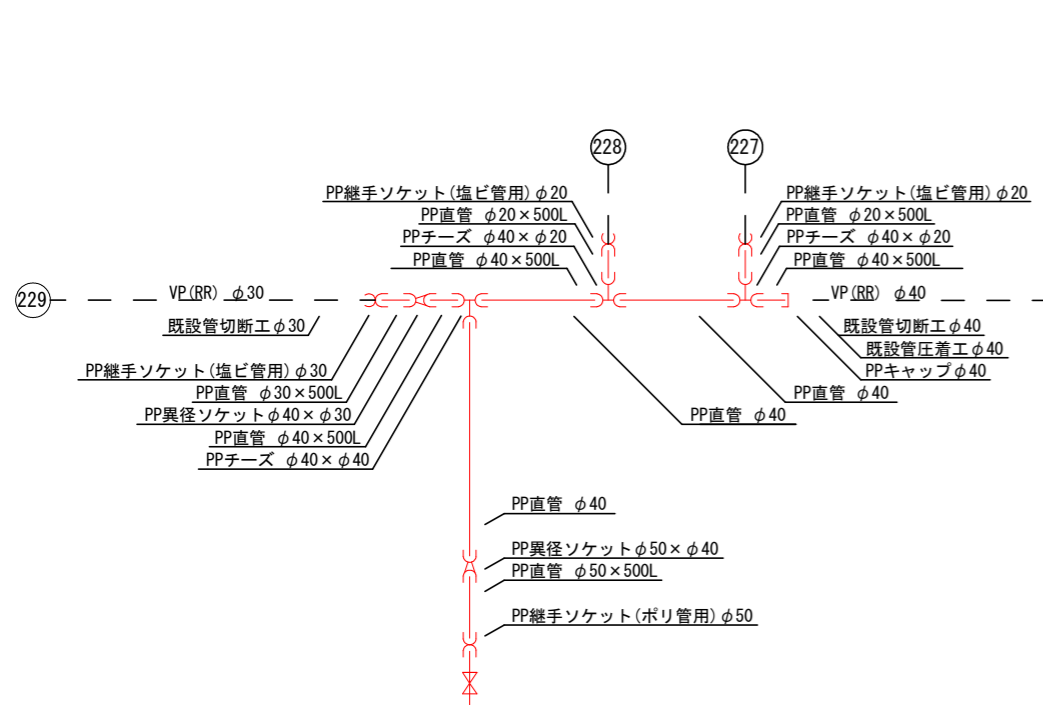 228
227
PP継手ソケット(塩ビ管用)φ20
PP直管 φ20×500L
PPチーズ φ40×φ20
PP直管 φ40×500L
PP継手ソケット(塩ビ管用)φ20
PP直管 φ20×500L
PPチーズ φ40×φ20
PP直管 φ40×500L
229
VP(RR) φ30
VP(RR) φ40
既設管切断工φ30
PP継手ソケット(塩ビ管用)φ30
PP直管 φ30×500L
PP異径ソケットφ40×φ30
PP直管 φ40×500L
PPチーズ φ40×φ40
既設管切断工φ40
既設管圧着工φ40
PPキャップφ40
PP直管 φ40
PP直管 φ40
PP直管 φ40
PP異径ソケットφ50×φ40
PP直管 φ50×500L
PP継手ソケット(ポリ管用)φ50